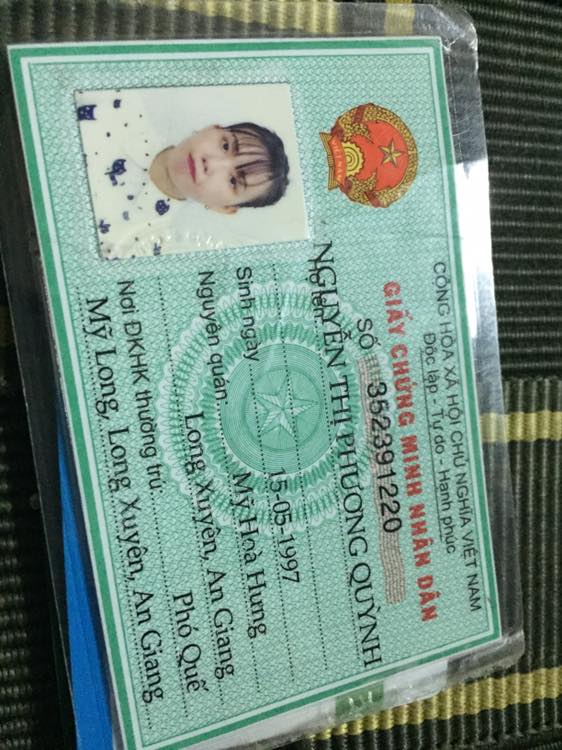 CỘNG HÒA XÃ HỘI CHỦ NGHĨA VIỆT NAM
Độc lập - Tự do - Hạnh phúc
GIẤY CHỨNG MINH NHÂN DÂN
SỐ 352391220
Họ tên
NGUYỄN THỊ PHƯƠNG QUỲNH
Sinh ngày 15-05-1997
Nguyên quán Mỹ Hoà Hưng
Long Xuyên, An Giang
Nơi ĐKHK thường trú: Phó Quế
Mỹ Long, Long Xuyên, An Giang
VIỆT NAM